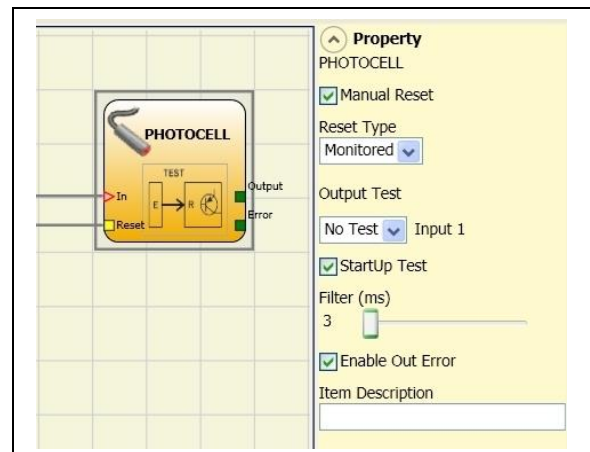 PHOTOCELL
TEST
In
E
R
Output
Reset
Error
Property
PHOTOCELL
Manual Reset
Reset Type
Monitored
Output Test
No Test Input 1
StartUp Test
Filter (ms)
3
Enable Out Error
Item Description